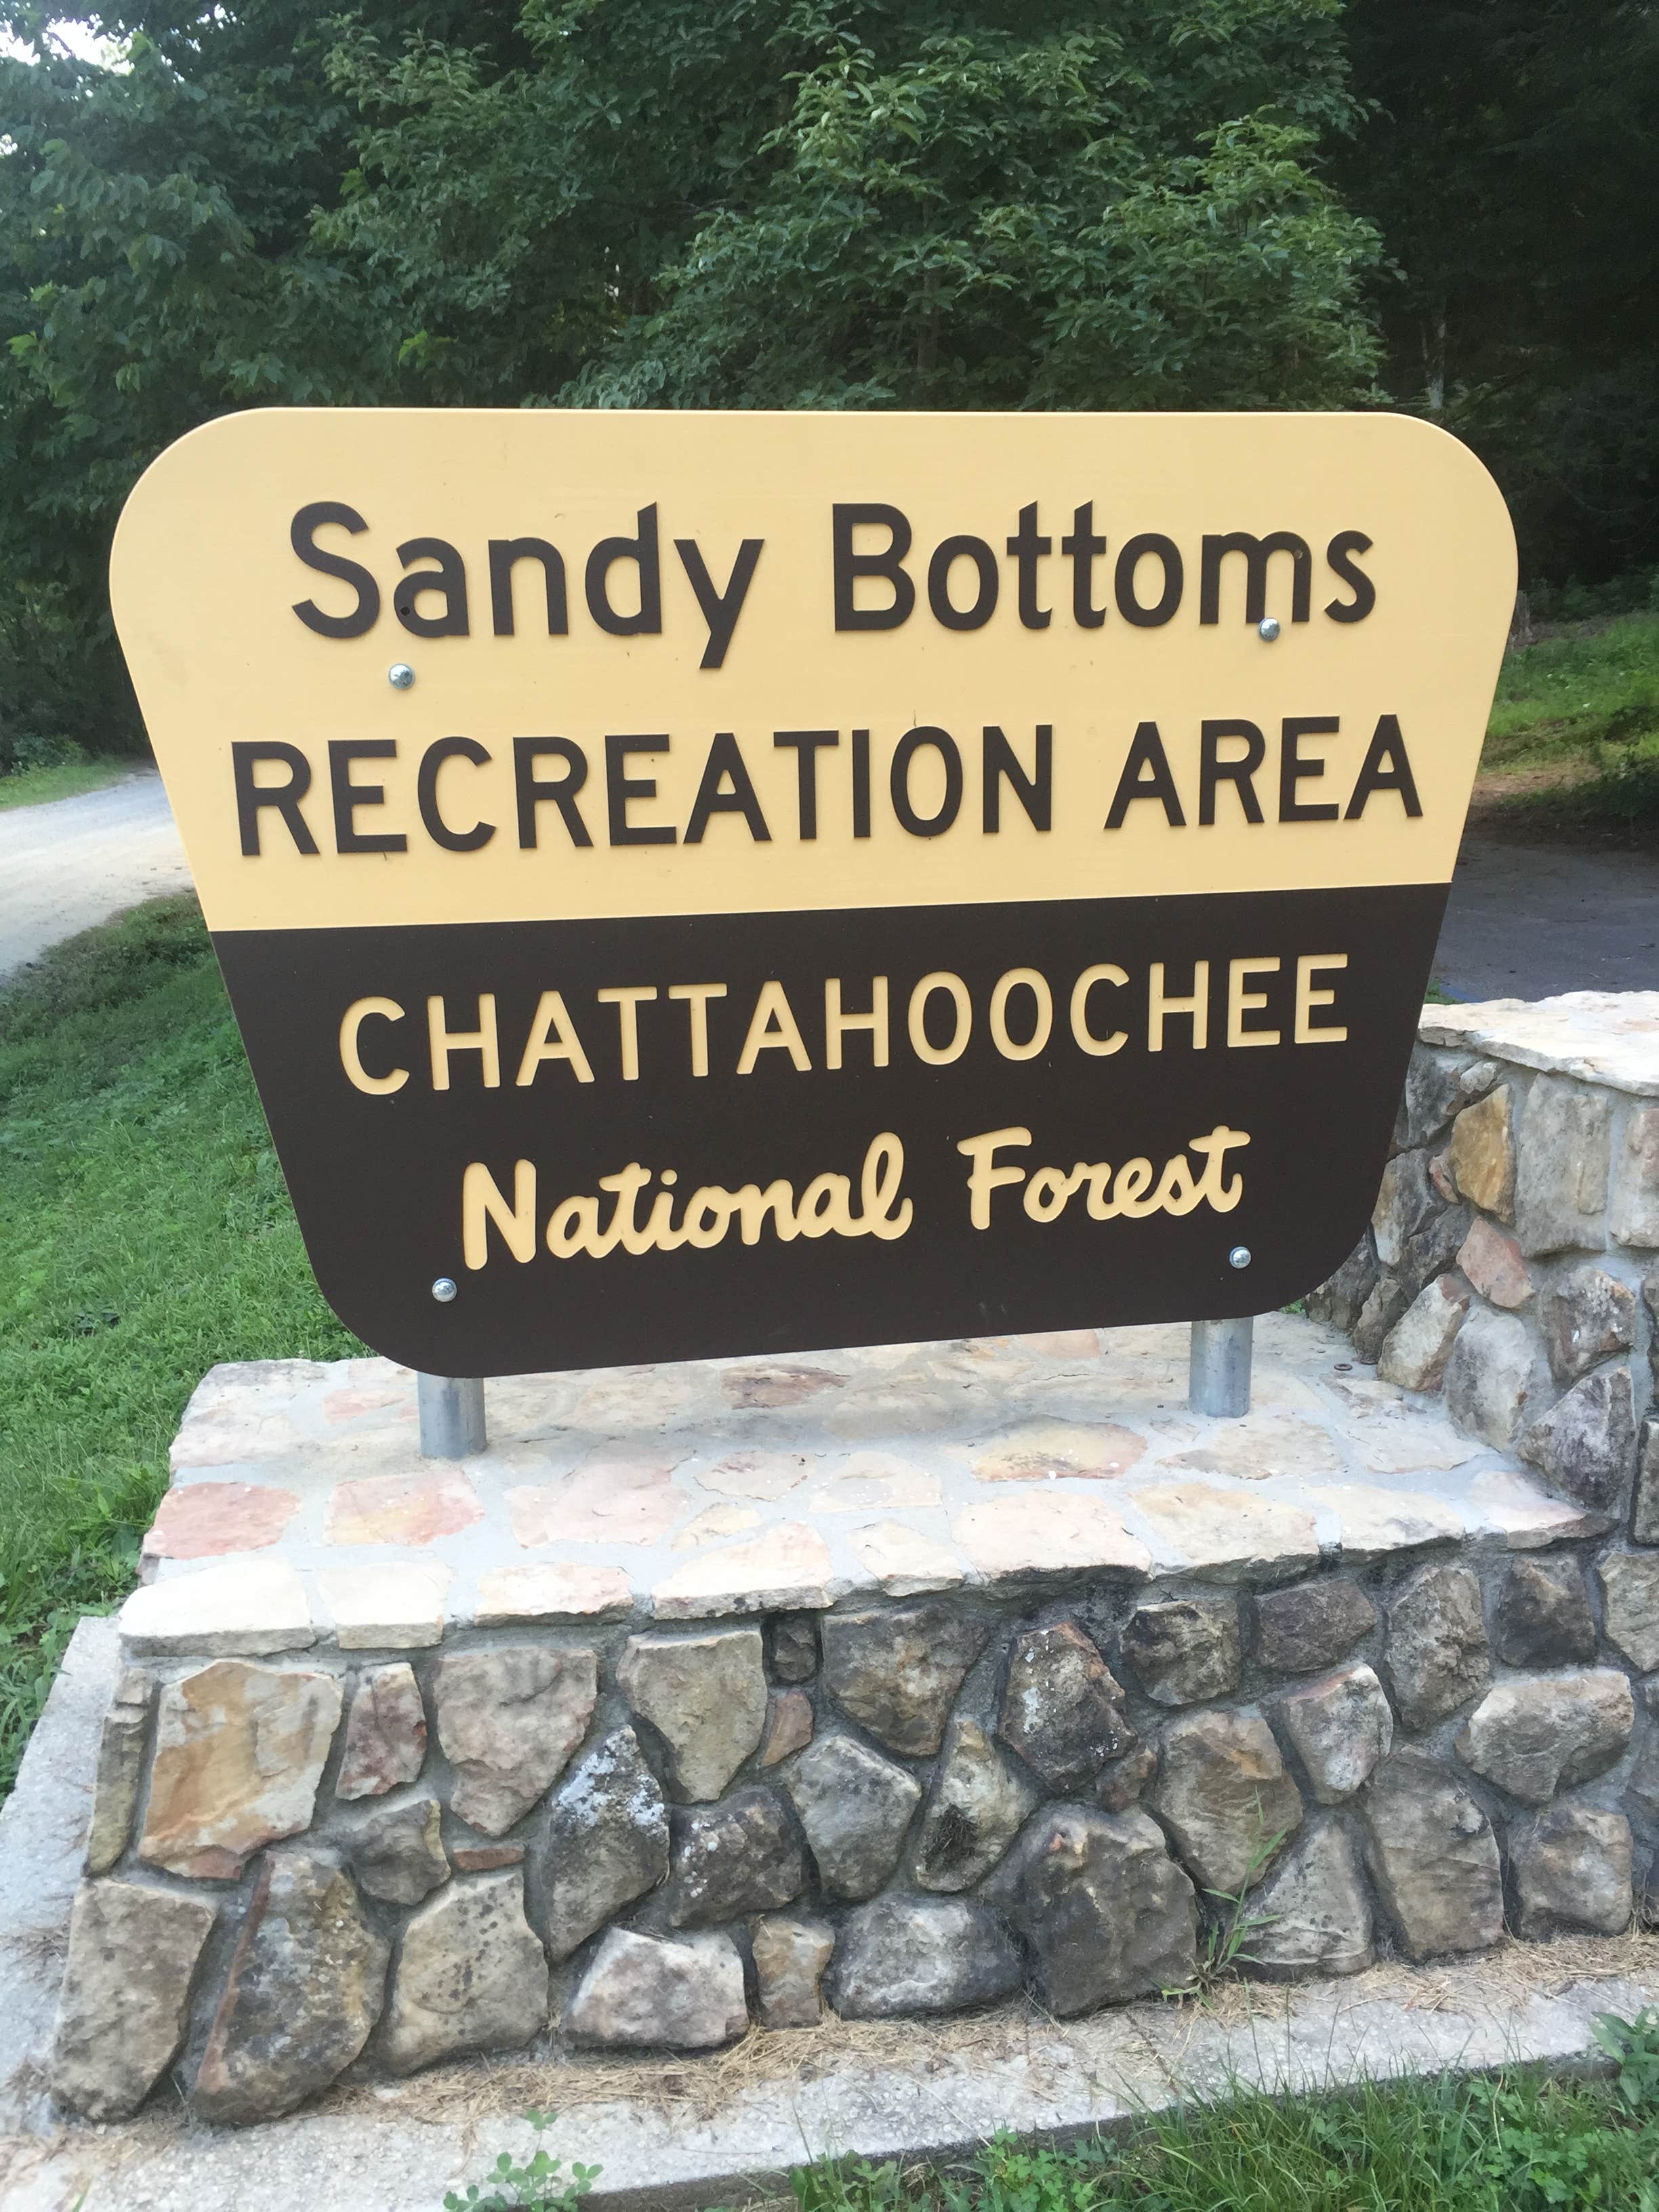 Sandy Bottoms
RECREATION AREA
CHATTAHOOCHEE
National Forest